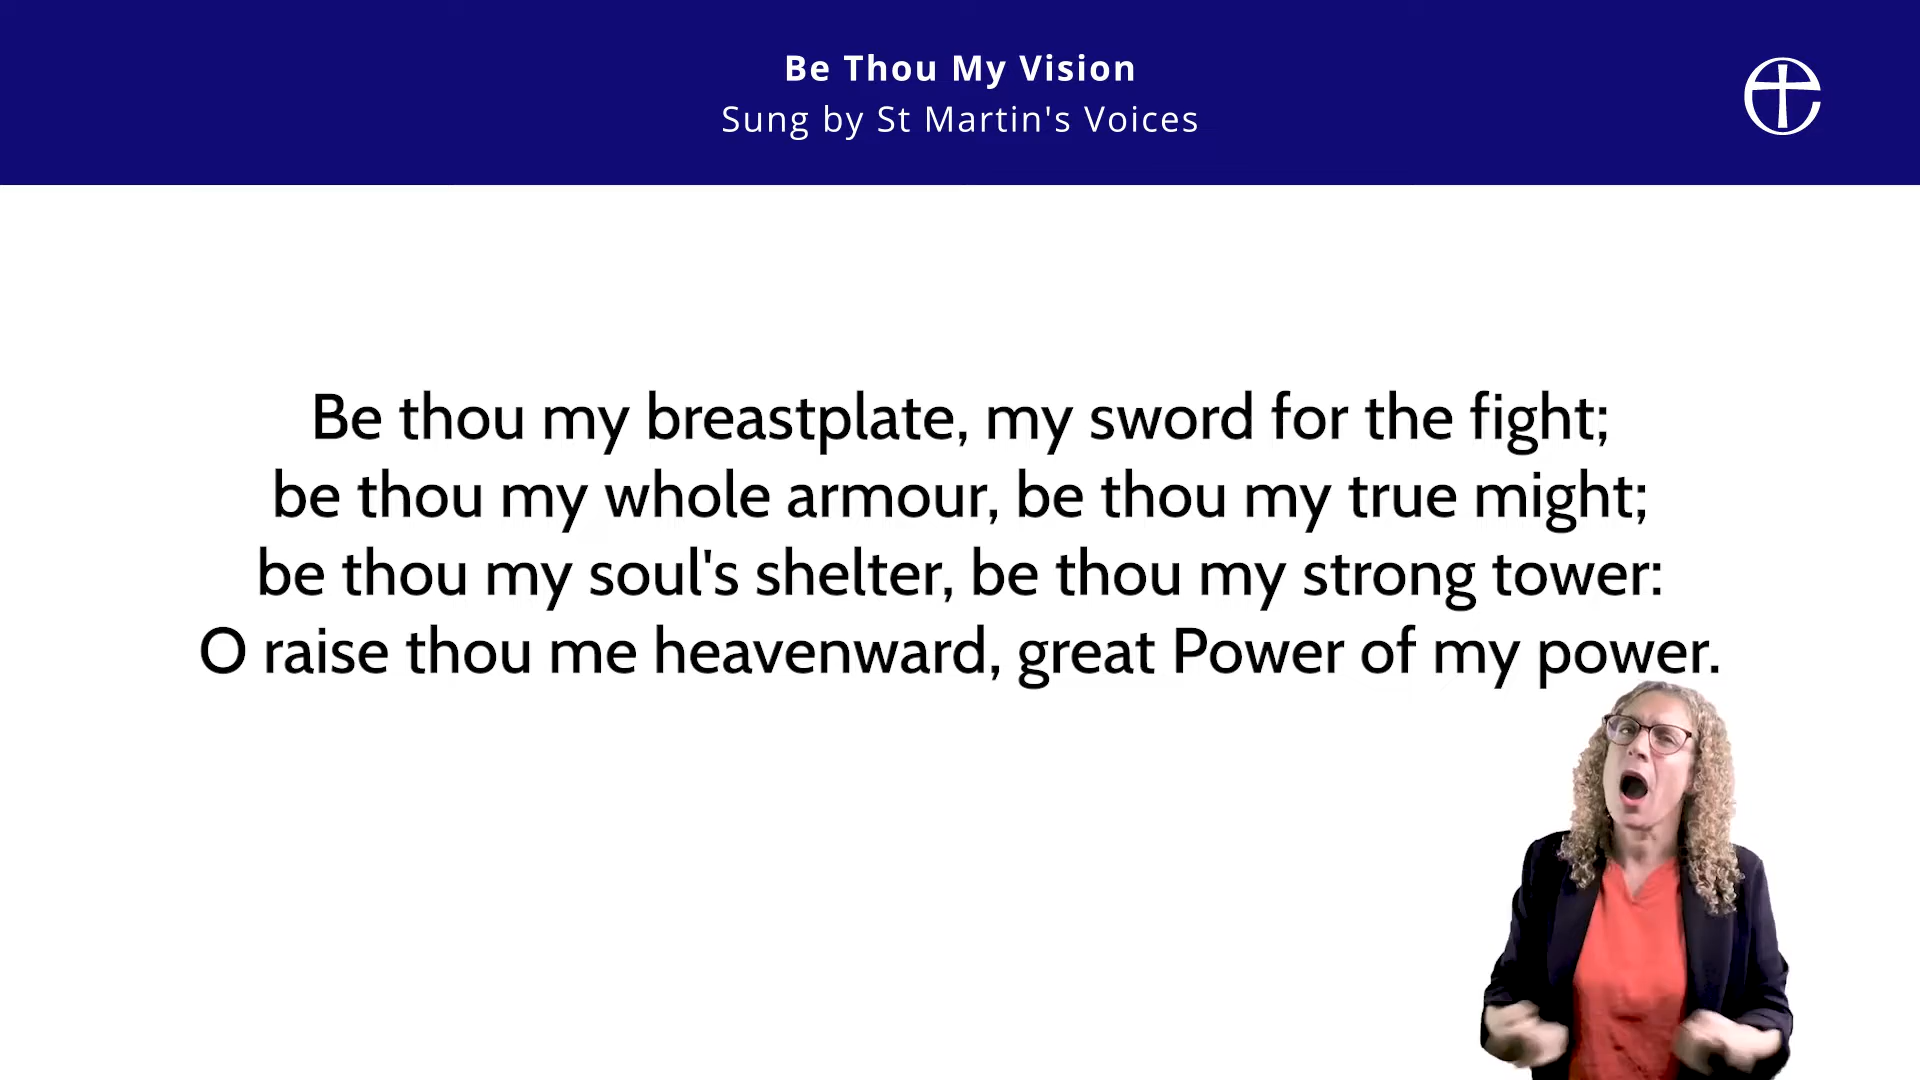 Be Thou My Vision
Sung by St Martin's Voices
Be thou my breastplate, my sword for the fight;
be thou my whole armour, be thou my true might;
be thou my soul's shelter, be thou my strong tower:
O raise thou me heavenward, great Power of my power.